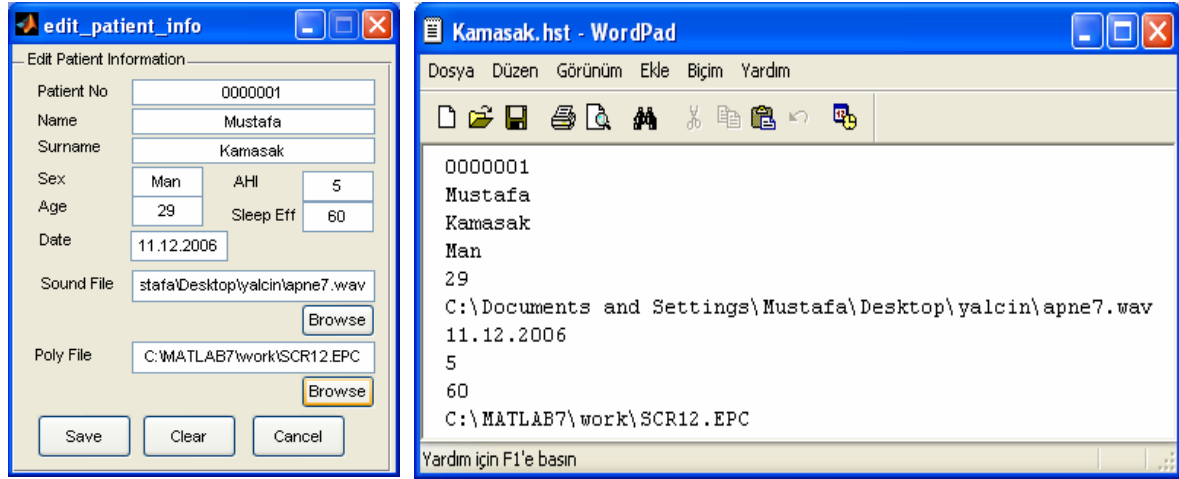 edit_patient_info
Edit Patient Information
Patient No 0000001
Name Mustafa
Surname Kamasak
Sex Man AHI 5
Age 29 Sleep Eff 60
Date 11.12.2006
Sound File stafa\Desktop\yalcin\apne7.wav
Browse
Poly File C:\MATLAB7\work\SCR12.EPC
Browse
Save Clear Cancel
Kamasak.hst - WordPad
Dosya Düzen Görünüm Ekle Biçim Yardım
0000001
Mustafa
Kamasak
Man
29
C:\Documents and Settings\Mustafa\Desktop\yalcin\apne7.wav
11.12.2006
5
60
C:\MATLAB7\work\SCR12.EPC
Yardım için F1'e basın